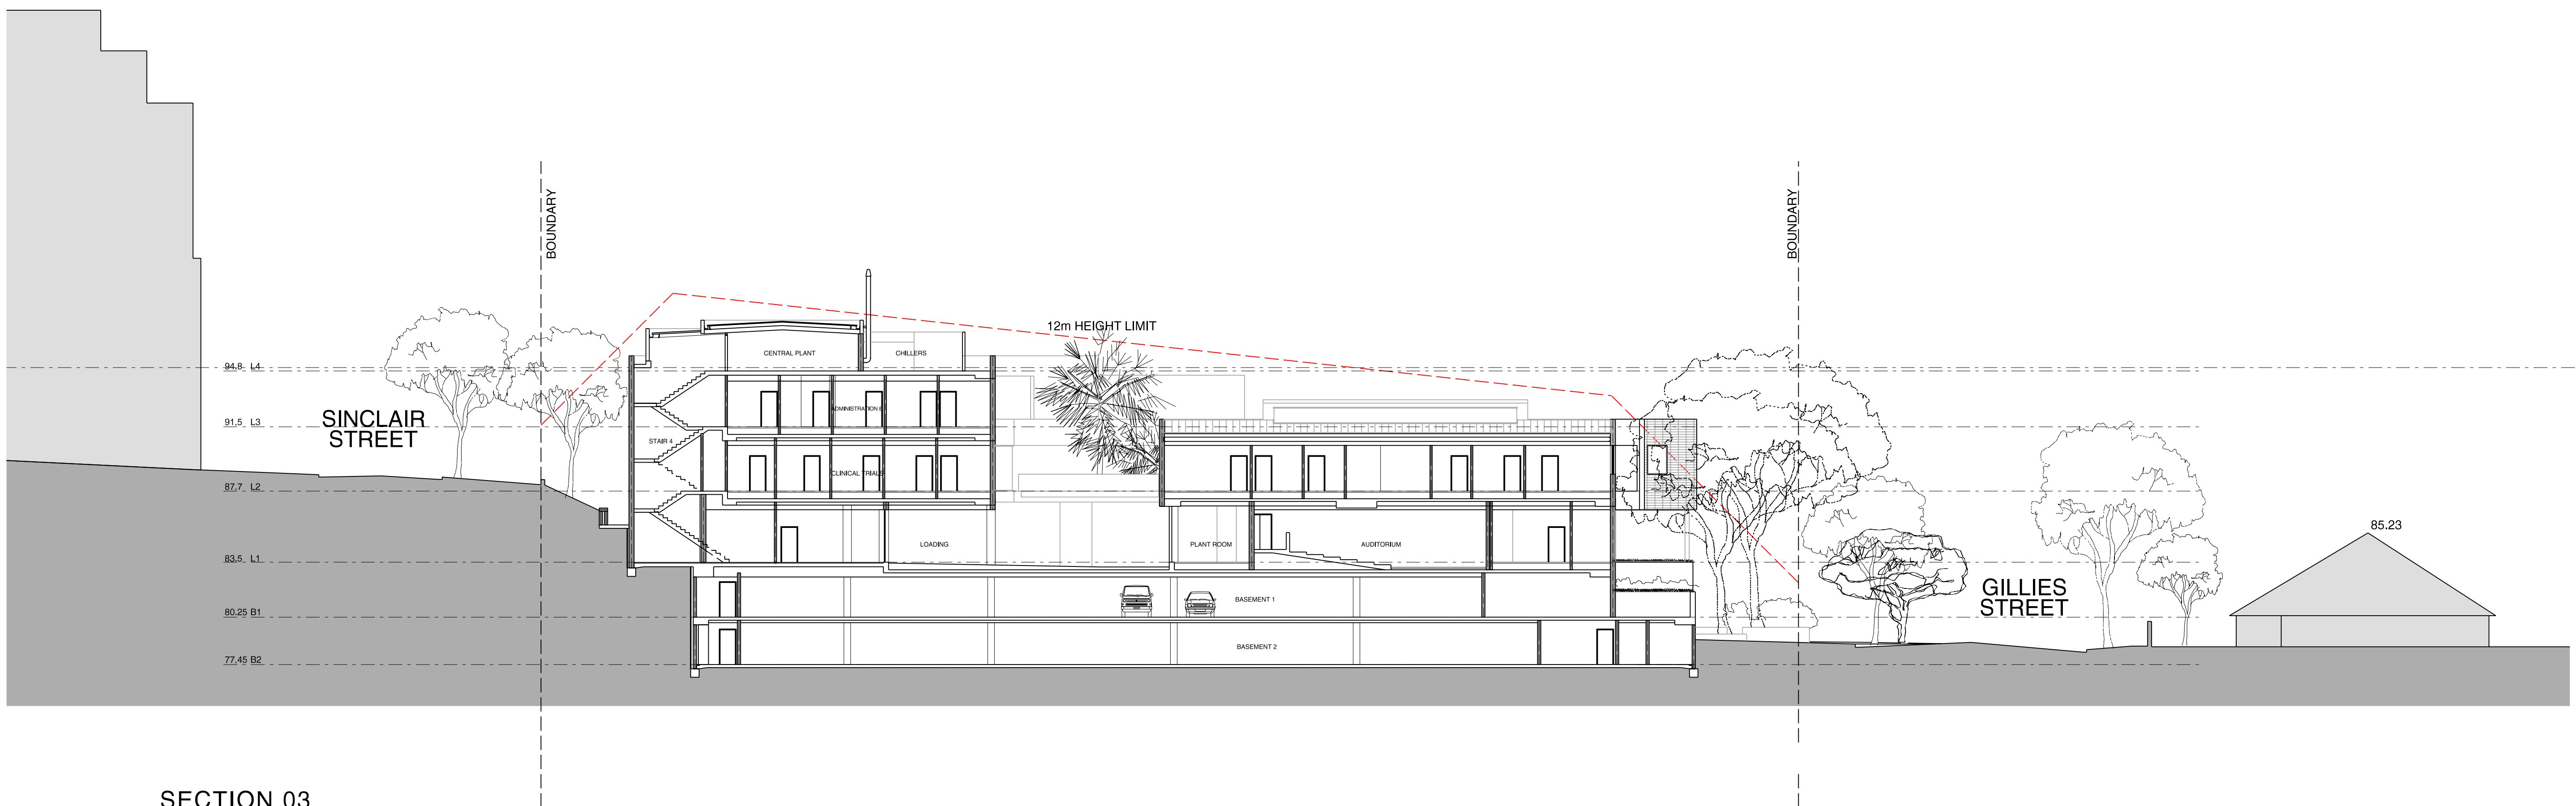 BOUNDARY
BOUNDARY
12m HEIGHT LIMIT
CENTRAL PLANT
CHILLERS
94.8 L4
ADMINISTRATION E
SINCLAIR
STREET
91.5 L3
STAIR 4
CLINICAL TRIALS
87.7 L2
85.23
LOADING
PLANT ROOM
AUDITORIUM
83.5 L1
GILLIES
STREET
80.25 B1
BASEMENT 1
BASEMENT 2
77.45 B2
SECTION 03